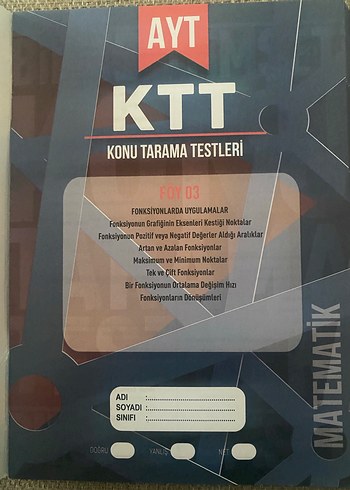 AYT
KTT
KONU TARAMA TESTLERİ
FÖY 03
FONKSİYONLARDA UYGULAMALAR
Fonksiyonun Grafiğinin Eksenleri Kestiği Noktalar
Fonksiyonun Pozitif veya Negatif Değerler Aldığı Aralıklar
Artan ve Azalan Fonksiyonlar
Maksimum ve Minimum Noktalar
Tek ve Çift Fonksiyonlar
Bir Fonksiyonun Ortalama Değişim Hızı
Fonksiyonların Dönüşümleri
MATEMATİK
ADI :
SOYADI :
SINIFI :
DOĞRU YANLIŞ NET